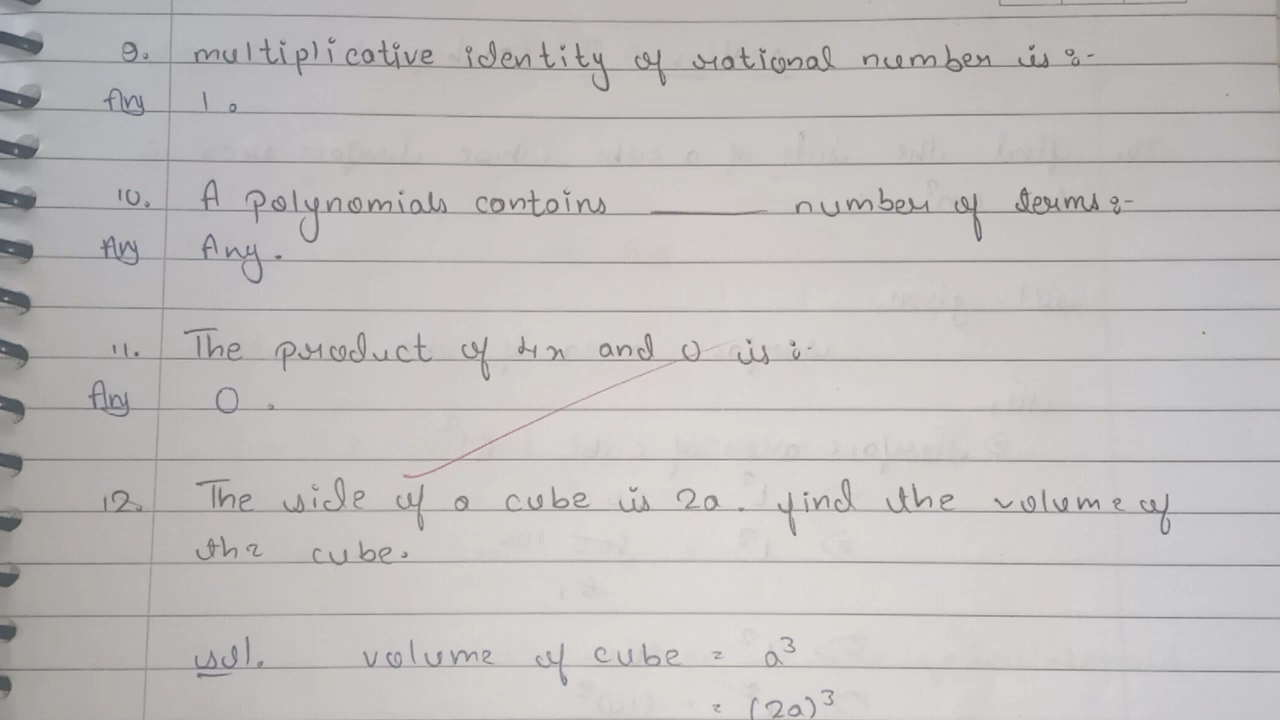 9. multiplicative identity of rational number is :-
Ans 1.
10. A polynomials contains ______ number of terms :-
Ans Any.
11. The product of 4x and 0 is :-
Ans 0.
12. The side of a cube is 2a. find the volume of
the cube.
sol. volume of cube = a³
= (2a)³